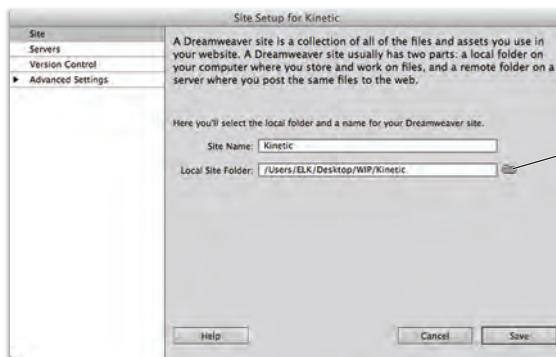 Site Setup for Kinetic
Site
Servers
Version Control
Advanced Settings
A Dreamweaver site is a collection of all of the files and assets you use in
your website. A Dreamweaver site usually has two parts: a local folder on
your computer where you store and work on files, and a remote folder on a
server where you post the same files to the web.
Here you'll select the local folder and a name for your Dreamweaver site.
Site Name: Kinetic
Local Site Folder: /Users/ELK/Desktop/WIP/Kinetic
Help
Cancel
Save